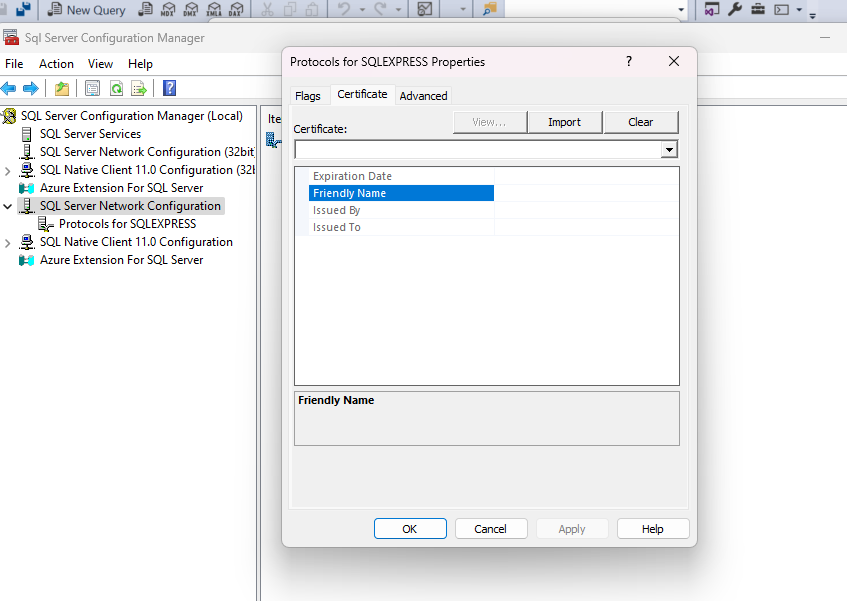 New Query
MDX
DMX
XMLA
DAX
Sql Server Configuration Manager
File Action View Help
SQL Server Configuration Manager (Local)
SQL Server Services
SQL Server Network Configuration (32bit
SQL Native Client 11.0 Configuration (32b
Azure Extension For SQL Server
SQL Server Network Configuration
Protocols for SQLEXPRESS
SQL Native Client 11.0 Configuration
Azure Extension For SQL Server
Ite
Protocols for SQLEXPRESS Properties
?
Flags Certificate Advanced
Certificate:
View... Import Clear
Expiration Date
Friendly Name
Issued By
Issued To
Friendly Name
OK Cancel Apply Help